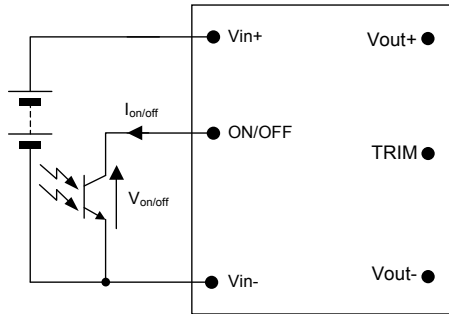 Vin+
Vout+
Ion/off
ON/OFF
TRIM
Von/off
Vin-
Vout-